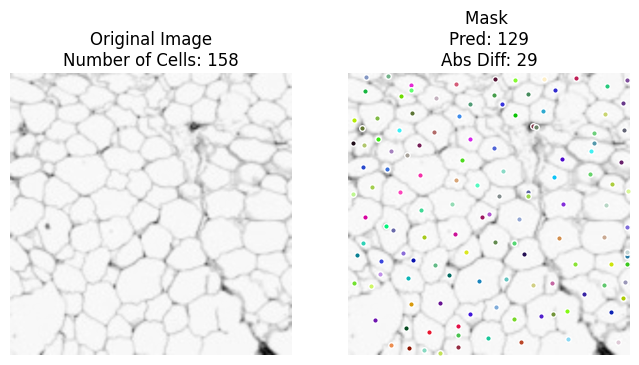 Original Image
Number of Cells: 158
Mask
Pred: 129
Abs Diff: 29